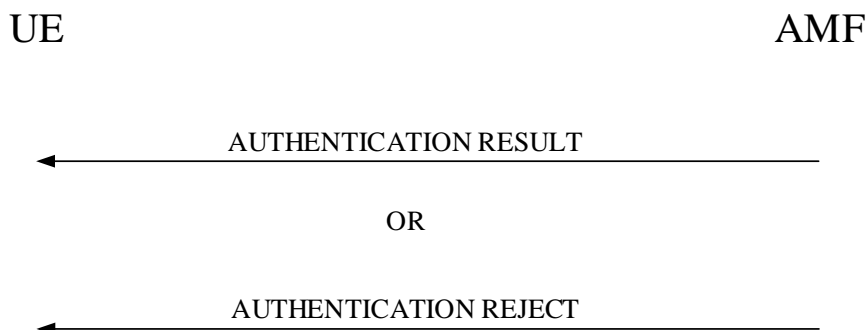 UE AMF
AUTHENTICATION RESULT
OR
AUTHENTICATION REJECT